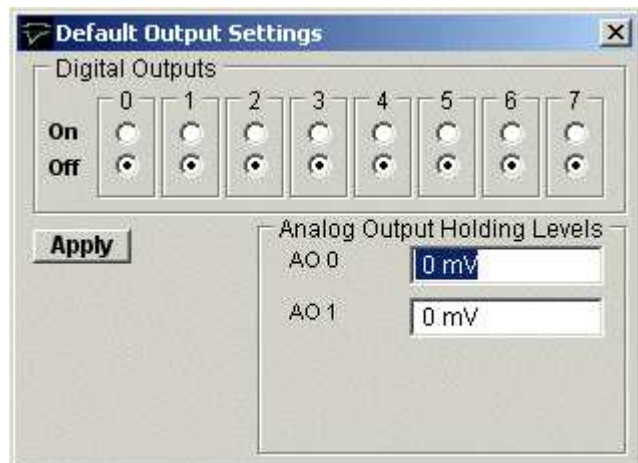 Default Output Settings
Digital Outputs
0 1 2 3 4 5 6 7
On
Off
Apply
Analog Output Holding Levels
AO 0 0 mV
AO 1 0 mV